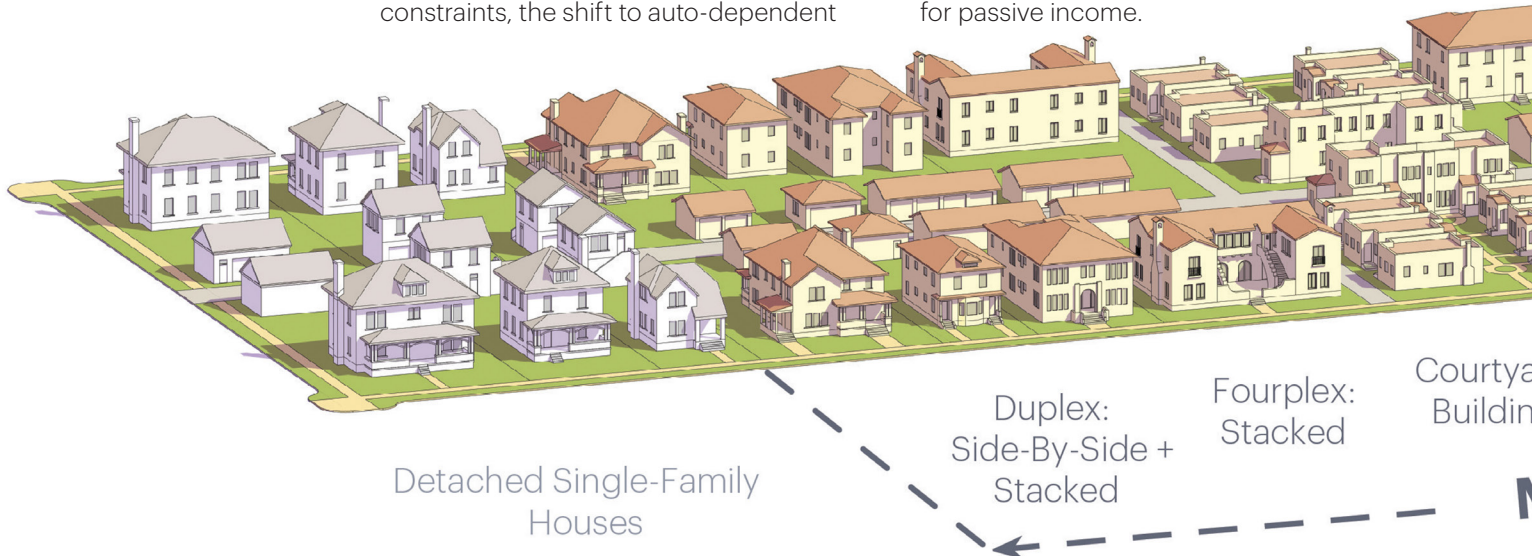 constraints, the shift to auto-dependent
for passive income.
Detached Single-Family
Houses
Duplex:
Side-By-Side +
Stacked
Fourplex:
Stacked